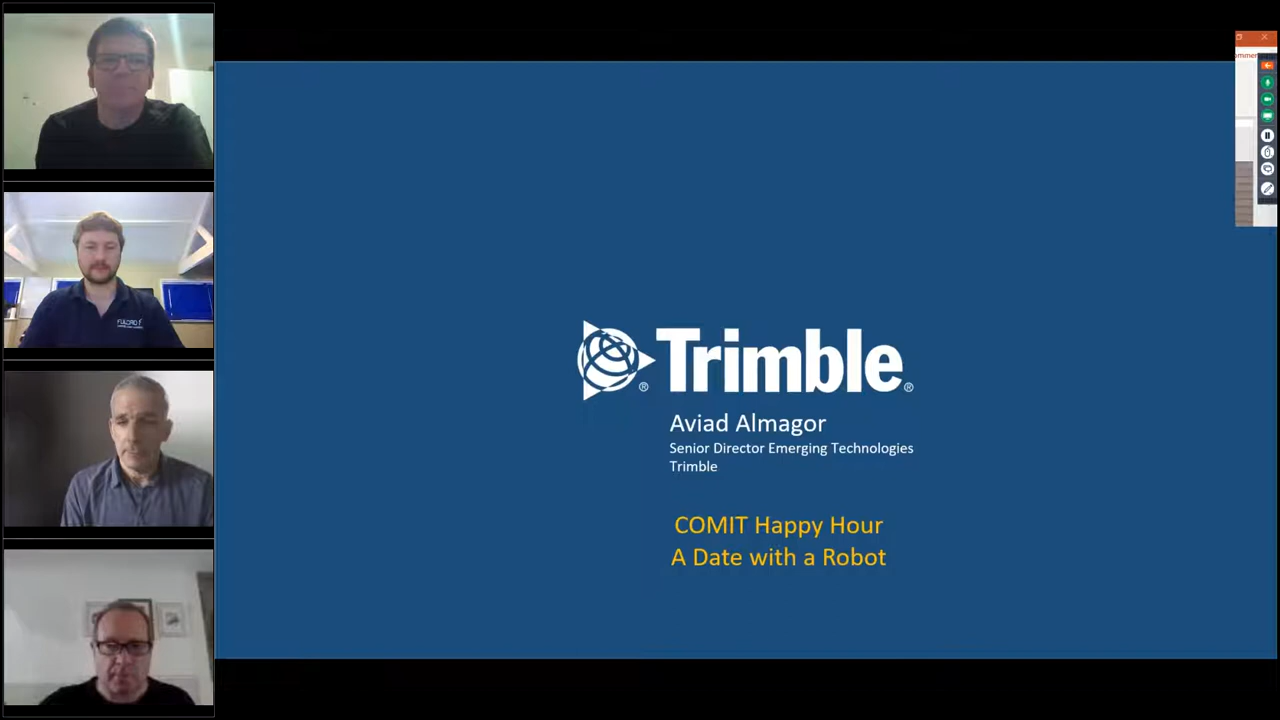 Trimble
Aviad Almagor
Senior Director Emerging Technologies
Trimble
COMIT Happy Hour
A Date with a Robot